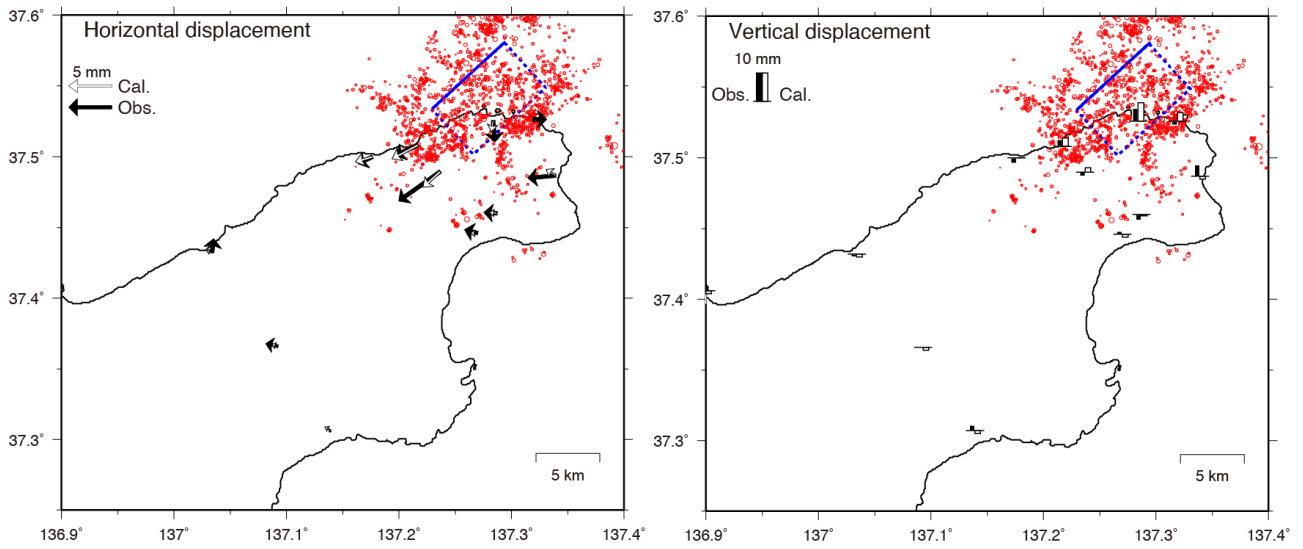 Horizontal displacement
5 mm
Cal.
Obs.
5 km
37.6°
37.5°
37.4°
37.3°
136.9°
137°
137.1°
137.2°
137.3°
137.4°
Vertical displacement
10 mm
Obs.
Cal.
5 km
37.6°
37.5°
37.4°
37.3°
136.9°
137°
137.1°
137.2°
137.3°
137.4°